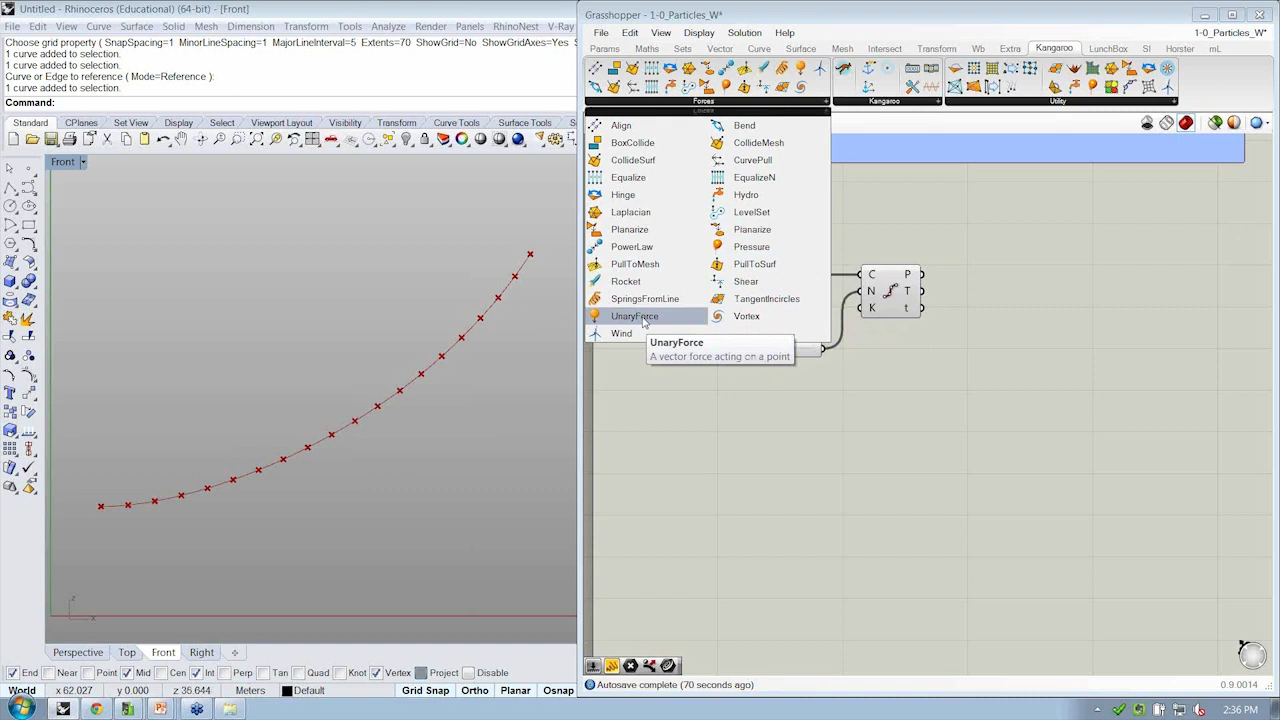 Untitled - Rhinoceros (Educational) (64-bit) - [Front]
File Edit View Curve Surface Solid Mesh Dimension Transform Tools Analyze Render Panels RhinoNest V-Ray
Choose grid property ( SnapSpacing=1 MinorLineSpacing=1 MajorLineInterval=5 Extents=70 ShowGrid=No ShowGridAxes=Yes
1 curve added to selection.
1 curve added to selection.
Curve or Edge to reference ( Mode=Reference ):
1 curve added to selection.
Command:
Standard CPlanes Set View Display Select Viewport Layout Visibility Transform Curve Tools Surface Tools
Front
z
x
Perspective Top Front Right
End Near Point Mid Cen Int Perp Tan Quad Knot Vertex Project Disable
World x 62.027 y 0.000 z 35.644 Meters Default Grid Snap Ortho Planar Osnap
Grasshopper - 1-0_Particles_W*
File Edit View Display Solution Help
1-0_Particles_W*
Params Maths Sets Vector Curve Surface Mesh Intersect Transform Wb Extra Kangaroo LunchBox SI Horster mL
Forces Kangaroo Utility
Align Bend
BoxCollide CollideMesh
CollideSurf CurvePull
Equalize EqualizeN
Hinge Hydro
Laplacian LevelSet
Planarize Planarize
PowerLaw Pressure
PullToMesh PullToSurf
Rocket Shear
SpringsFromLine TangentIncircles
UnaryForce Vortex
Wind
UnaryForce
A vector force acting on a point
C P
N T
K t
Autosave complete (70 seconds ago)
0.9.0014
2:36 PM